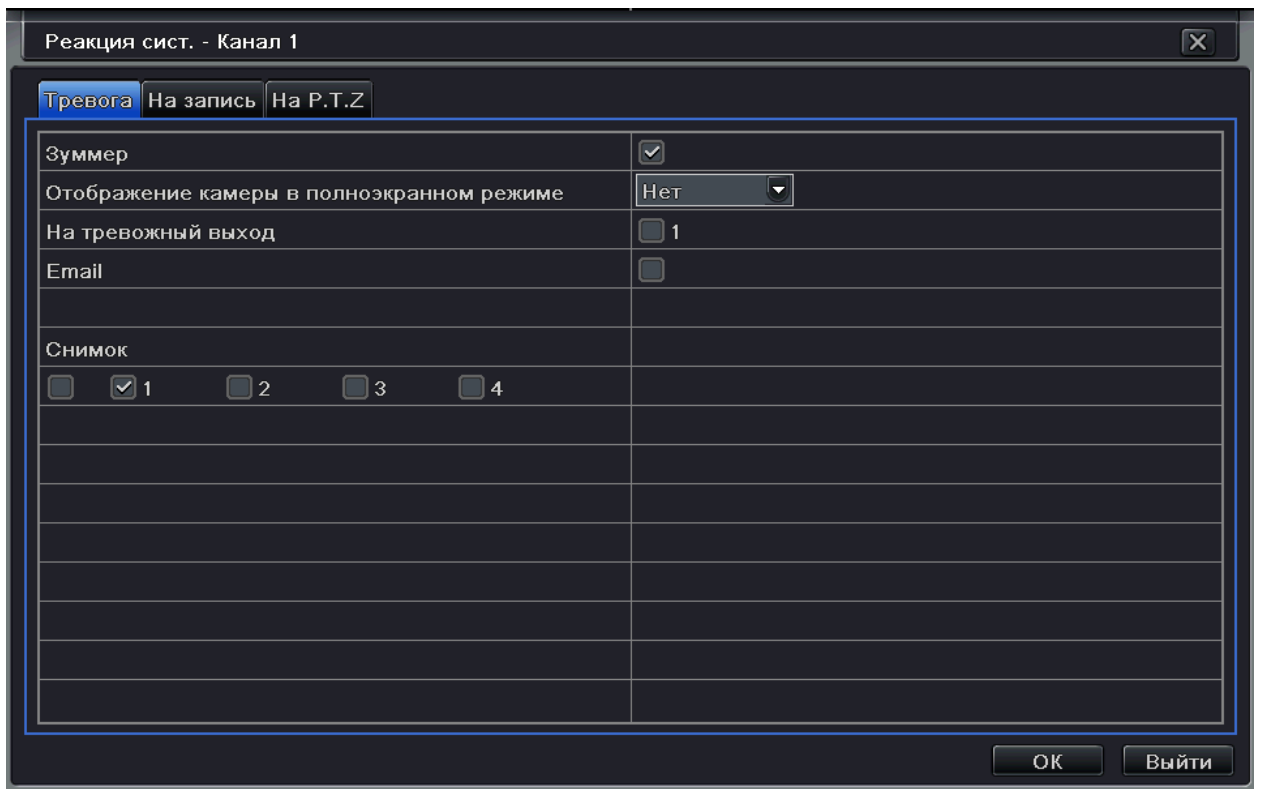 Реакция сист. - Канал 1
Тревога На запись На P.T.Z
Зуммер
Отображение камеры в полноэкранном режиме Нет
На тревожный выход 1
Email
Снимок
1 2 3 4
ОК Выйти